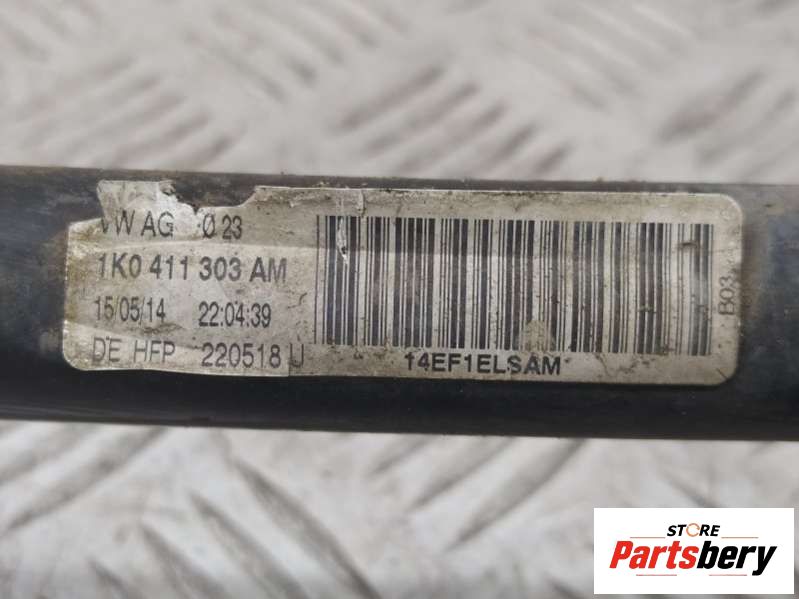 VW AG Ø 23
1K0 411 303 AM
15/05/14 22:04:39
DE HFP 220518 U
14EF1ELSAM
B03
STORE
Partsbery